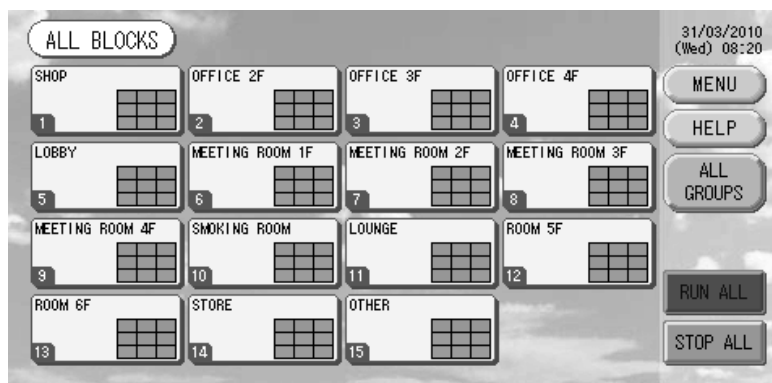 ALL BLOCKS
31/03/2010
(Wed) 08:20
SHOP
1
OFFICE 2F
2
OFFICE 3F
3
OFFICE 4F
4
LOBBY
5
MEETING ROOM 1F
6
MEETING ROOM 2F
7
MEETING ROOM 3F
8
MEETING ROOM 4F
9
SMOKING ROOM
10
LOUNGE
11
ROOM 5F
12
ROOM 6F
13
STORE
14
OTHER
15
MENU
HELP
ALL
GROUPS
RUN ALL
STOP ALL